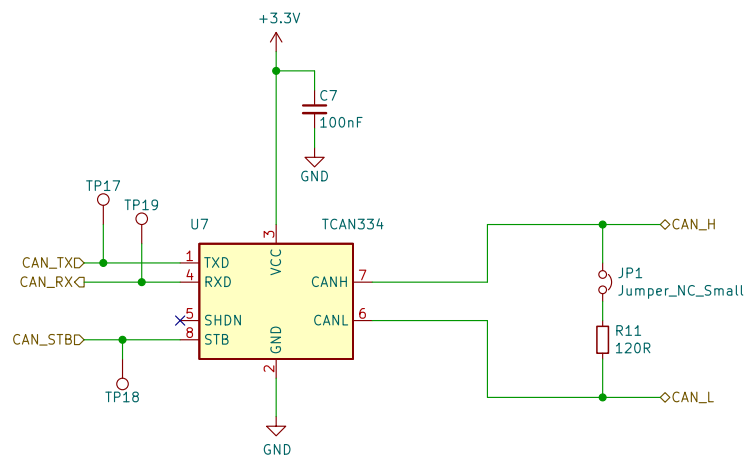 +3.3V
C7
100nF
GND
TP17
TP19
U7
TCAN334
3
VCC
CAN_TX
1
TXD
CAN_RX
4
RXD
CANH
7
5
SHDN
CANL
6
CAN_STB
8
STB
GND
2
TP18
GND
CAN_H
JP1
Jumper_NC_Small
R11
120R
CAN_L